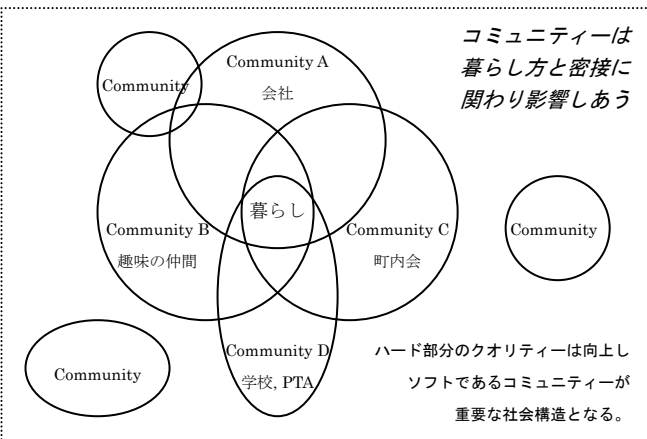 コミュニティーは
暮らし方と密接に
関わり影響しあう
Community A
会社
Community
暮らし
Community B
趣味の仲間
Community C
町内会
Community
Community D
学校, PTA
Community
ハード部分のクオリティーは向上し
ソフトであるコミュニティーが
重要な社会構造となる。